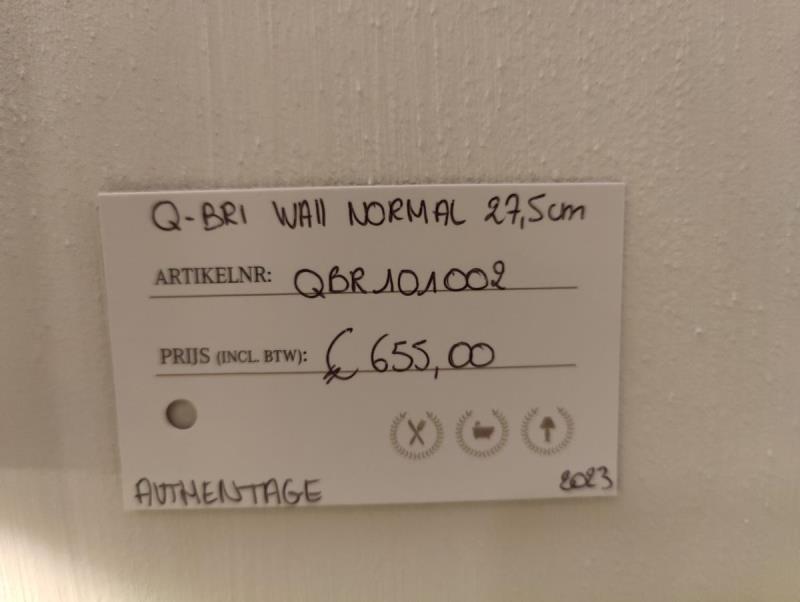 Q-BRI WAll NORMAL 27,5cm
ARTIKELNR: QBR101002
PRIJS (INCL. BTW): € 655,00
AUTHENTAGE
2023